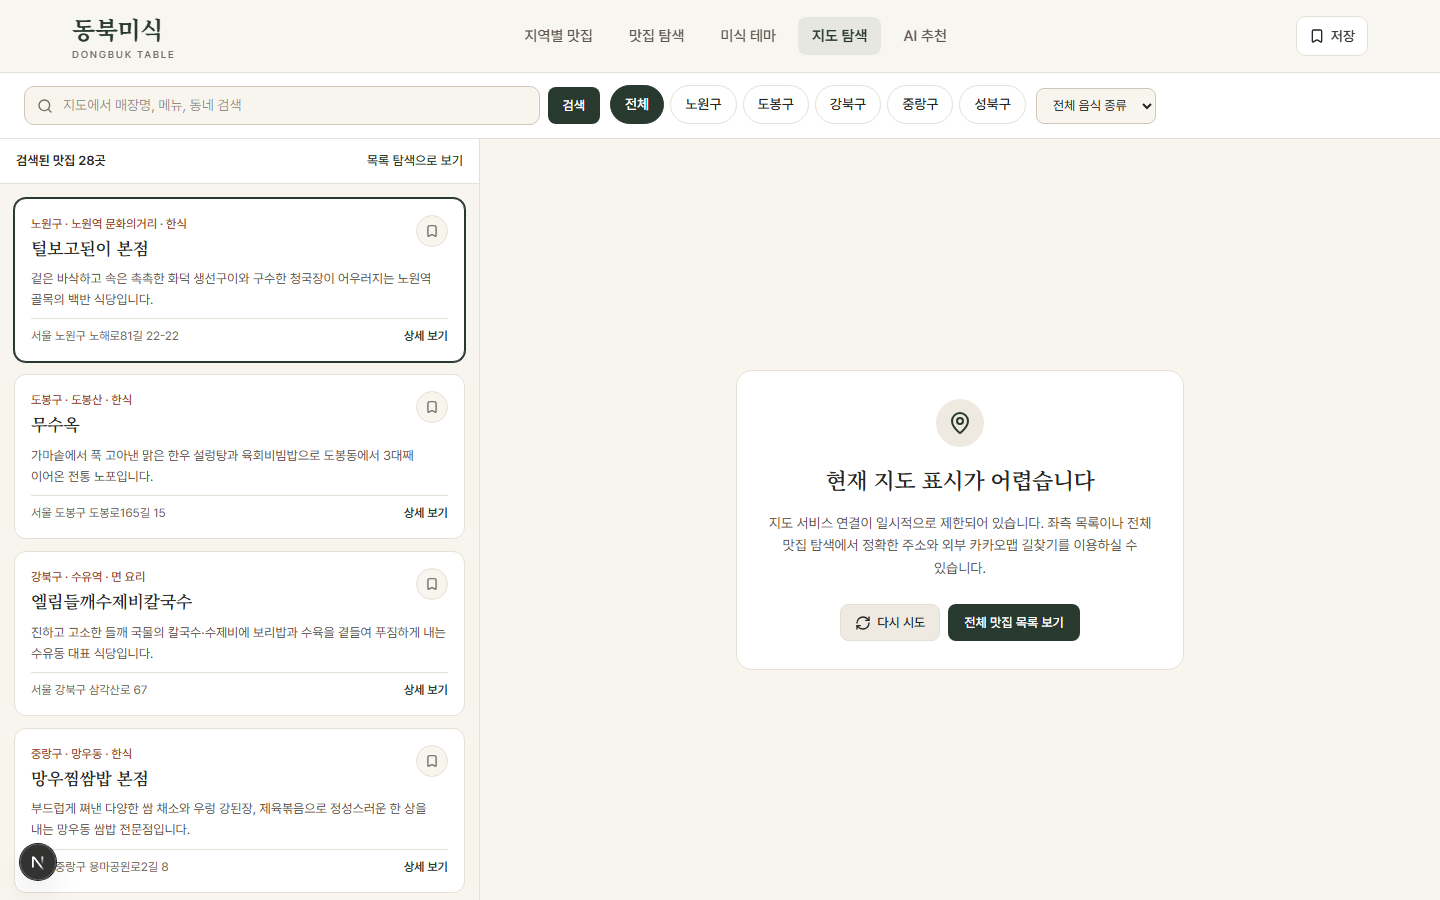 동북미식
DONGBUK TABLE
지역별 맛집
맛집 탐색
미식 테마
지도 탐색
AI 추천
저장
지도에서 매장명, 메뉴, 동네 검색
검색
전체
노원구
도봉구
강북구
중랑구
성북구
전체 음식 종류
검색된 맛집 28곳
목록 탐색으로 보기
노원구 · 노원역 문화의거리 · 한식
털보고된이 본점
겉은 바삭하고 속은 촉촉한 화덕 생선구이와 구수한 청국장이 어우러지는 노원역
골목의 백반 식당입니다.
서울 노원구 노해로81길 22-22
상세 보기
도봉구 · 도봉산 · 한식
무수옥
가마솥에서 푹 고아낸 맑은 한우 설렁탕과 육회비빔밥으로 도봉동에서 3대째
이어온 전통 노포입니다.
서울 도봉구 도봉로165길 15
상세 보기
강북구 · 수유역 · 면 요리
엘림들깨수제비칼국수
진하고 고소한 들깨 국물의 칼국수·수제비에 보리밥과 수육을 곁들여 푸짐하게 내는
수유동 대표 식당입니다.
서울 강북구 삼각산로 67
상세 보기
중랑구 · 망우동 · 한식
망우찜쌈밥 본점
부드럽게 쪄낸 다양한 쌈 채소와 우렁 강된장, 제육볶음으로 정성스러운 한 상을
내는 망우동 쌈밥 전문점입니다.
중랑구 용마공원로2길 8
상세 보기
N
현재 지도 표시가 어렵습니다
지도 서비스 연결이 일시적으로 제한되어 있습니다. 좌측 목록이나 전체
맛집 탐색에서 정확한 주소와 외부 카카오맵 길찾기를 이용하실 수
있습니다.
다시 시도
전체 맛집 목록 보기